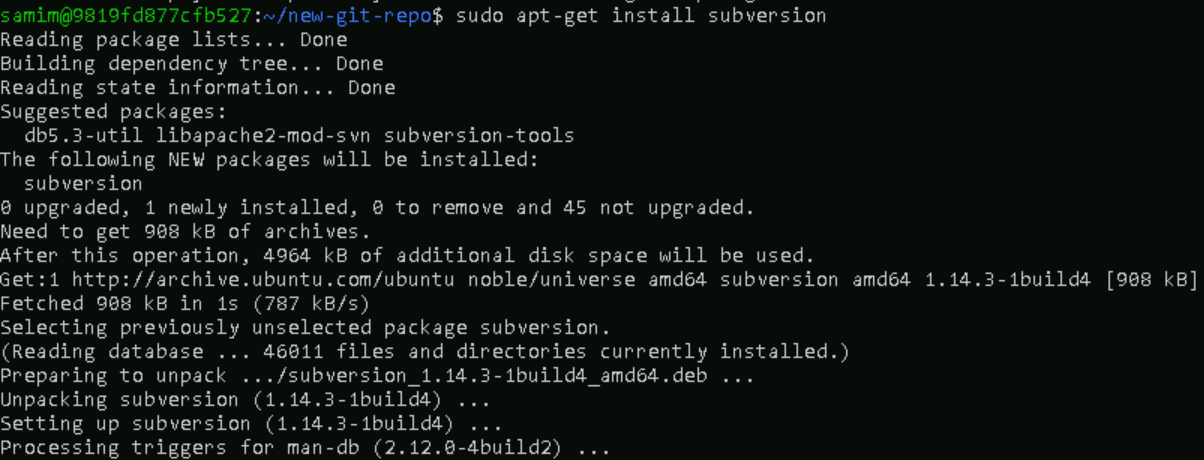 samim@9819fd877cfb527:~/new-git-repo$ sudo apt-get install subversion
Reading package lists... Done
Building dependency tree... Done
Reading state information... Done
Suggested packages:
  db5.3-util libapache2-mod-svn subversion-tools
The following NEW packages will be installed:
  subversion
0 upgraded, 1 newly installed, 0 to remove and 45 not upgraded.
Need to get 908 kB of archives.
After this operation, 4964 kB of additional disk space will be used.
Get:1 http://archive.ubuntu.com/ubuntu noble/universe amd64 subversion amd64 1.14.3-1build4 [908 kB]
Fetched 908 kB in 1s (787 kB/s)
Selecting previously unselected package subversion.
(Reading database ... 46011 files and directories currently installed.)
Preparing to unpack .../subversion_1.14.3-1build4_amd64.deb ...
Unpacking subversion (1.14.3-1build4) ...
Setting up subversion (1.14.3-1build4) ...
Processing triggers for man-db (2.12.0-4build2) ...